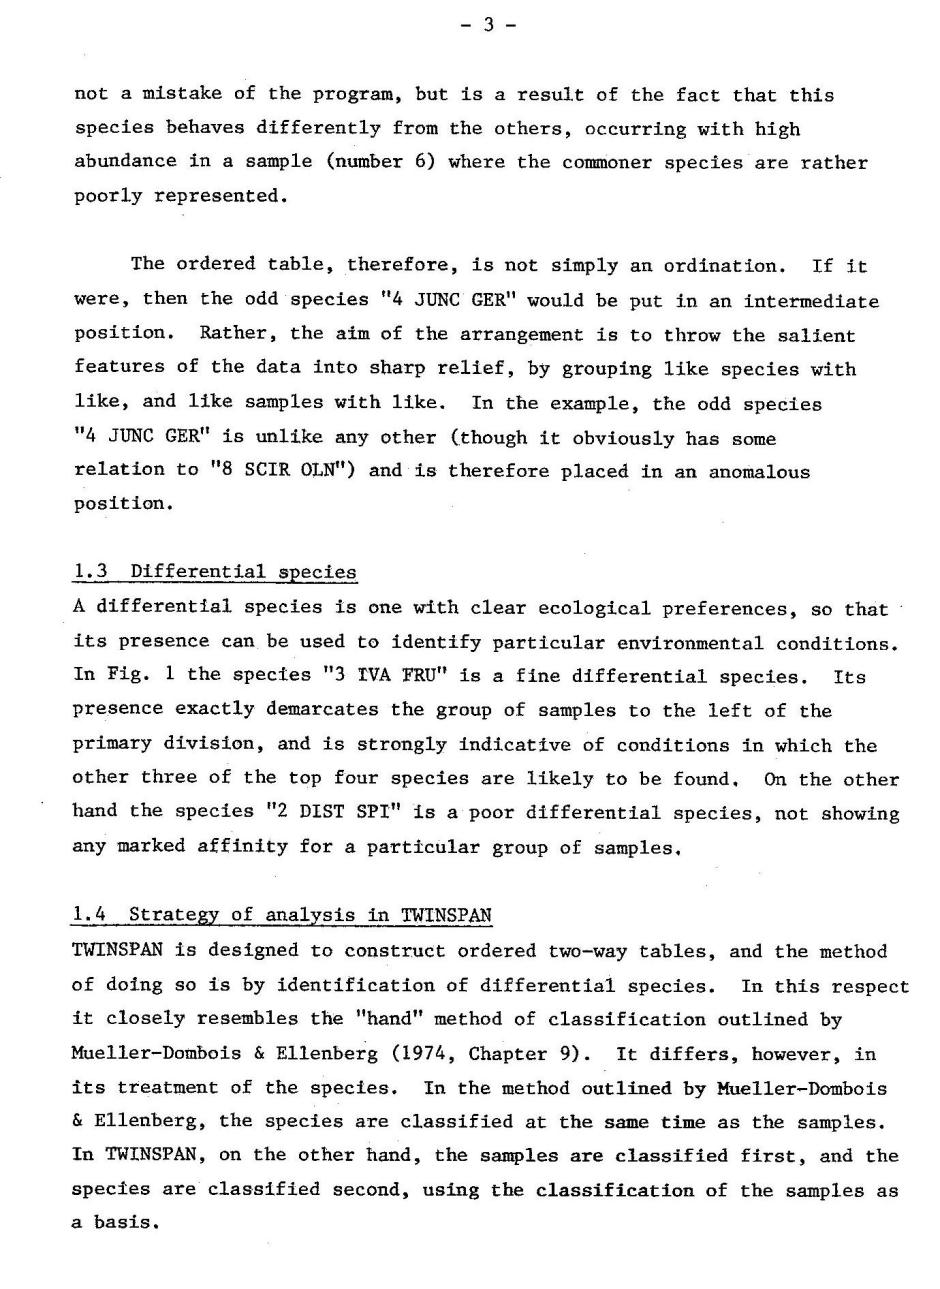 - 3 -
not a mistake of the program, but is a result of the fact that this
species behaves differently from the others, occurring with high
abundance in a sample (number 6) where the commoner species are rather
poorly represented.
The ordered table, therefore, is not simply an ordination. If it
were, then the odd species "4 JUNC GER" would be put in an intermediate
position. Rather, the aim of the arrangement is to throw the salient
features of the data into sharp relief, by grouping like species with
like, and like samples with like. In the example, the odd species
"4 JUNC GER" is unlike any other (though it obviously has some
relation to "8 SCIR OLN") and is therefore placed in an anomalous
position.
1.3 Differential species
A differential species is one with clear ecological preferences, so that
its presence can be used to identify particular environmental conditions.
In Fig. 1 the species "3 IVA FRU" is a fine differential species. Its
presence exactly demarcates the group of samples to the left of the
primary division, and is strongly indicative of conditions in which the
other three of the top four species are likely to be found. On the other
hand the species "2 DIST SPI" is a poor differential species, not showing
any marked affinity for a particular group of samples.
1.4 Strategy of analysis in TWINSPAN
TWINSPAN is designed to construct ordered two-way tables, and the method
of doing so is by identification of differential species. In this respect
it closely resembles the "hand" method of classification outlined by
Mueller-Dombois & Ellenberg (1974, Chapter 9). It differs, however, in
its treatment of the species. In the method outlined by Mueller-Dombois
& Ellenberg, the species are classified at the same time as the samples.
In TWINSPAN, on the other hand, the samples are classified first, and the
species are classified second, using the classification of the samples as
a basis.